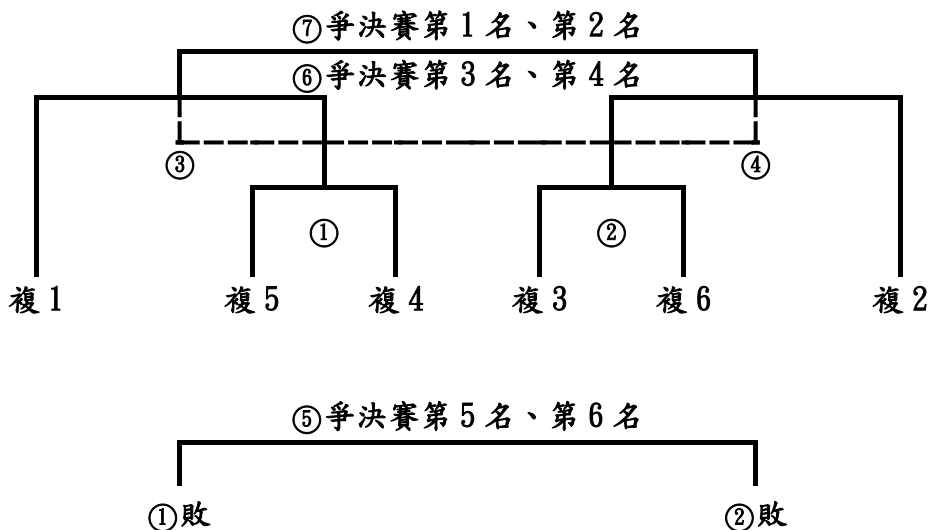 ⑦爭決賽第1名、第2名
⑥爭決賽第3名、第4名
③ ④
① ②
複1 複5 複4 複3 複6 複2
⑤爭決賽第5名、第6名
①敗 ②敗